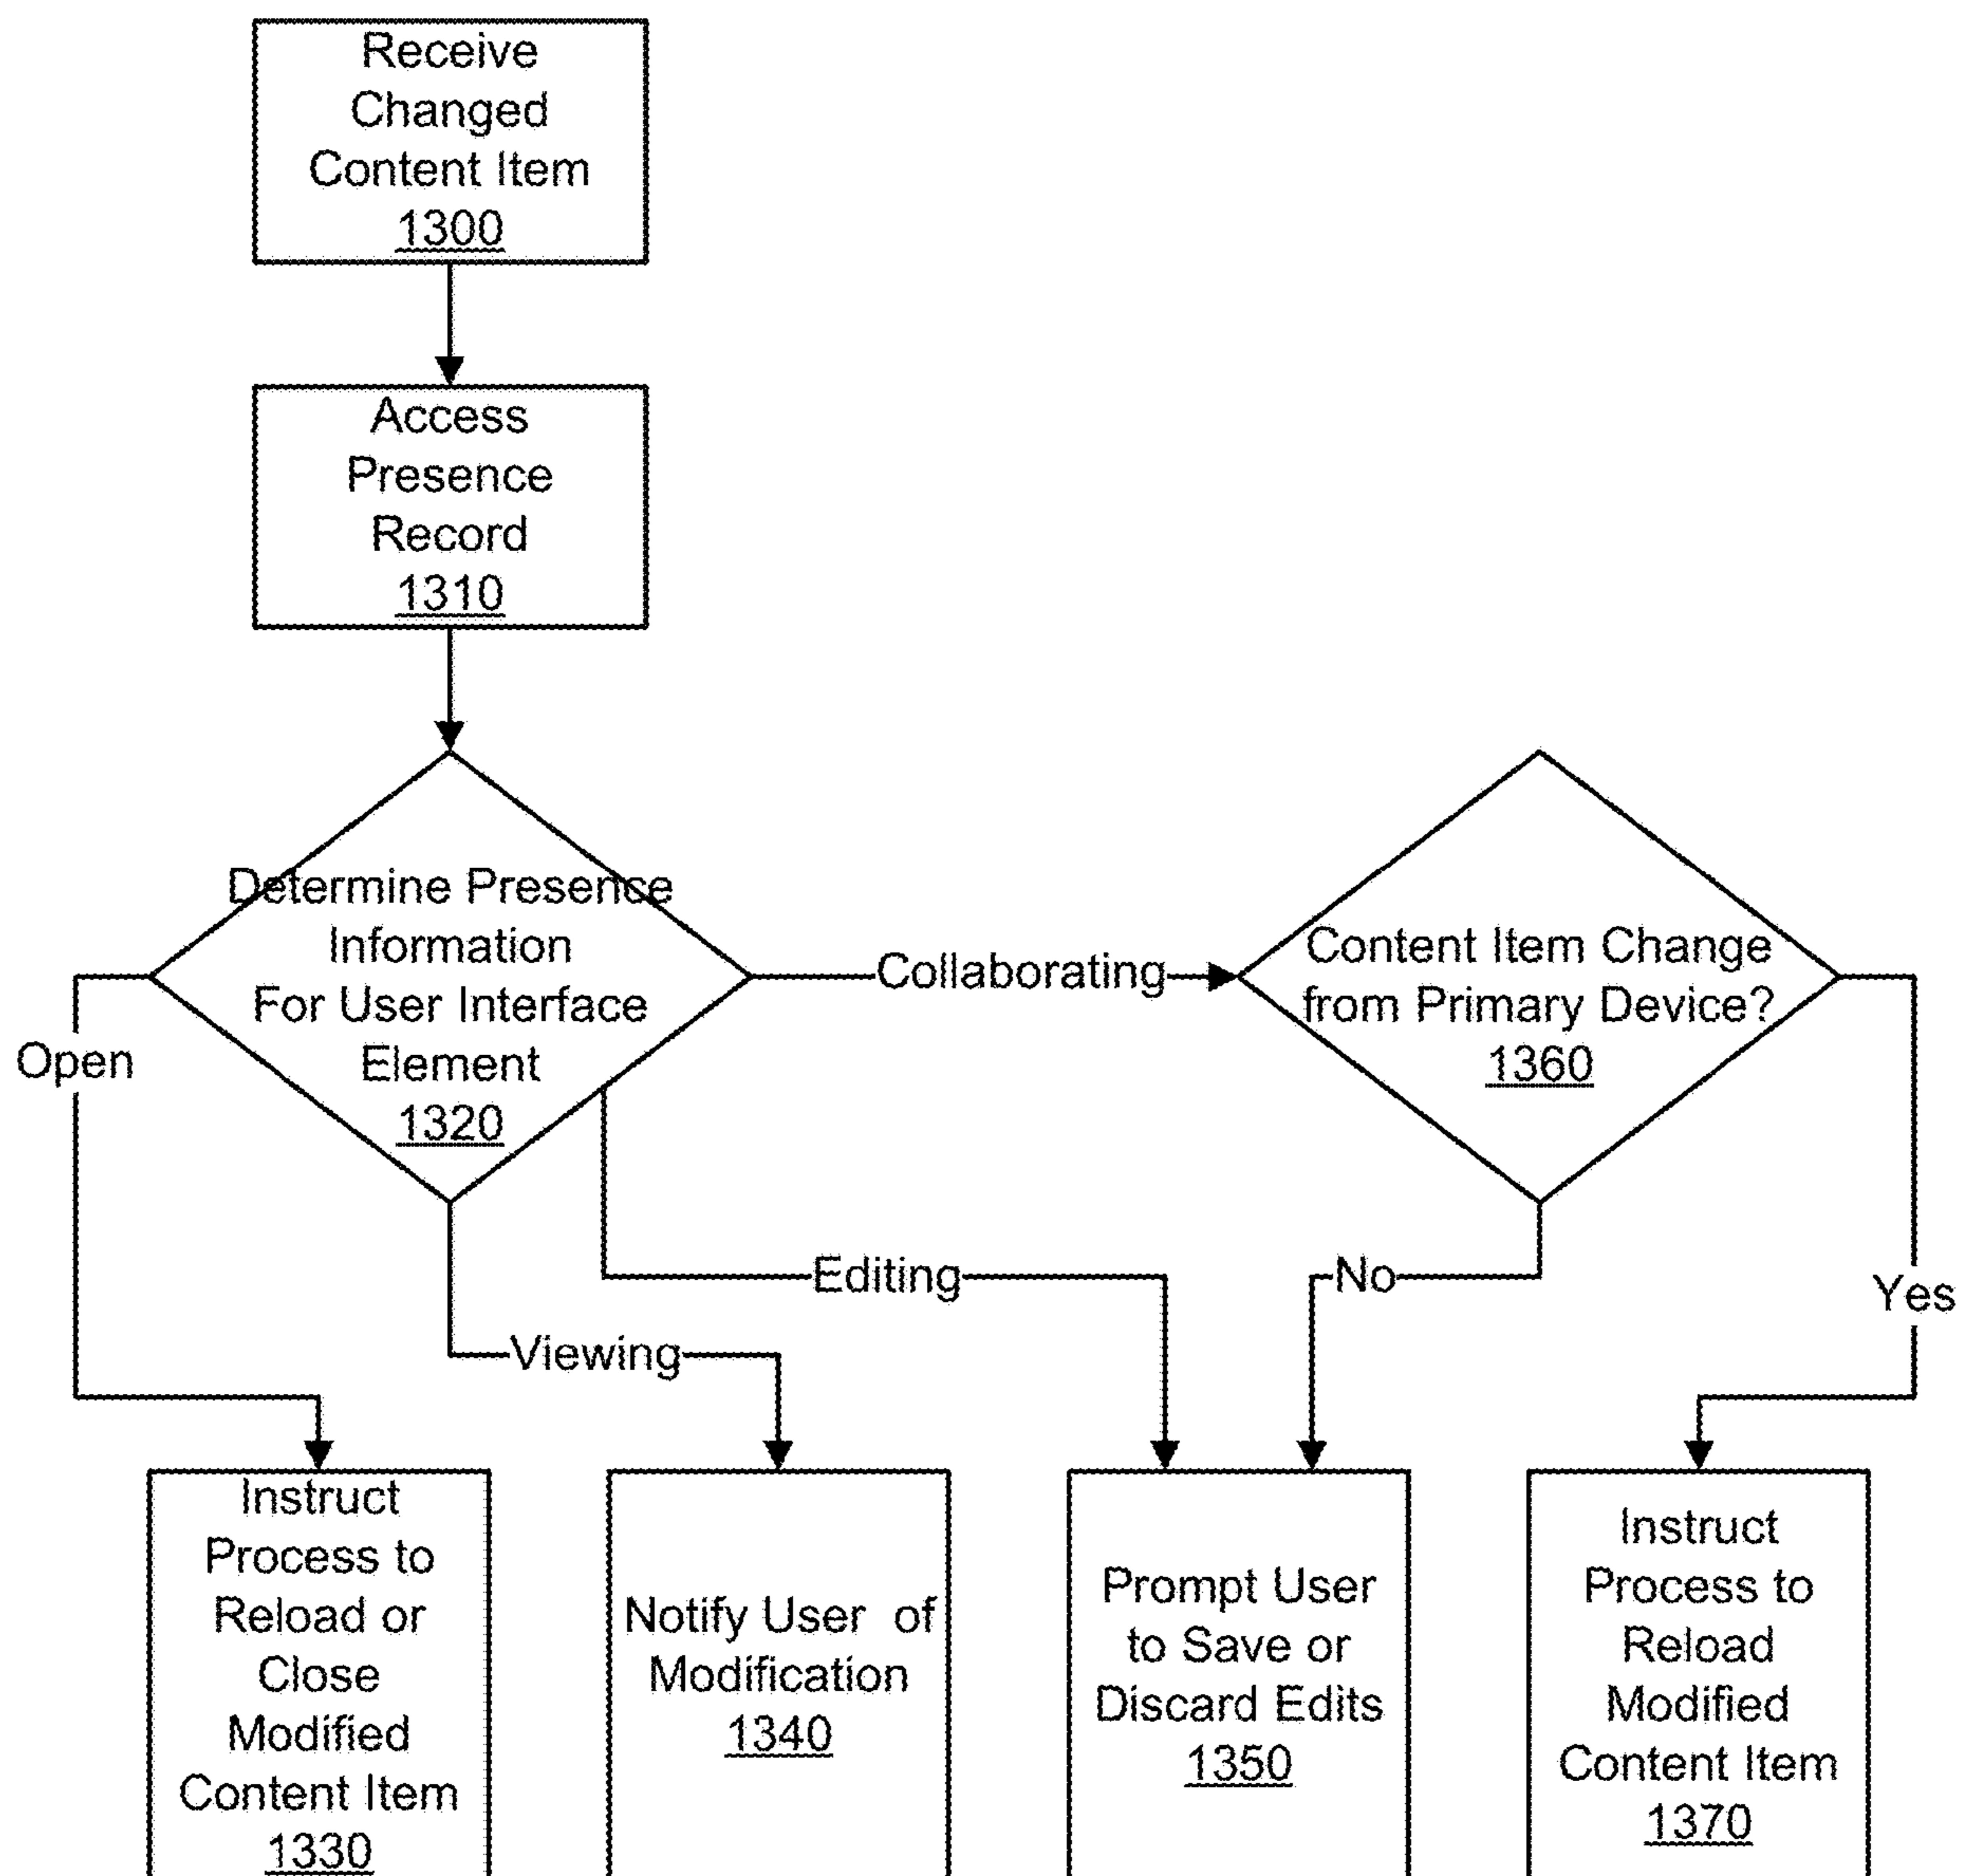 Receive
Changed
Content Item
1300
Access
Presence
Record
1310
Determine Presence
Information
For User Interface
Element
1320
Collaborating
Content Item Change
from Primary Device?
1360
Open
Editing
No
Yes
Viewing
Instruct
Process to
Reload or
Close
Modified
Content Item
1330
Notify User of
Modification
1340
Prompt User
to Save or
Discard Edits
1350
Instruct
Process to
Reload
Modified
Content Item
1370